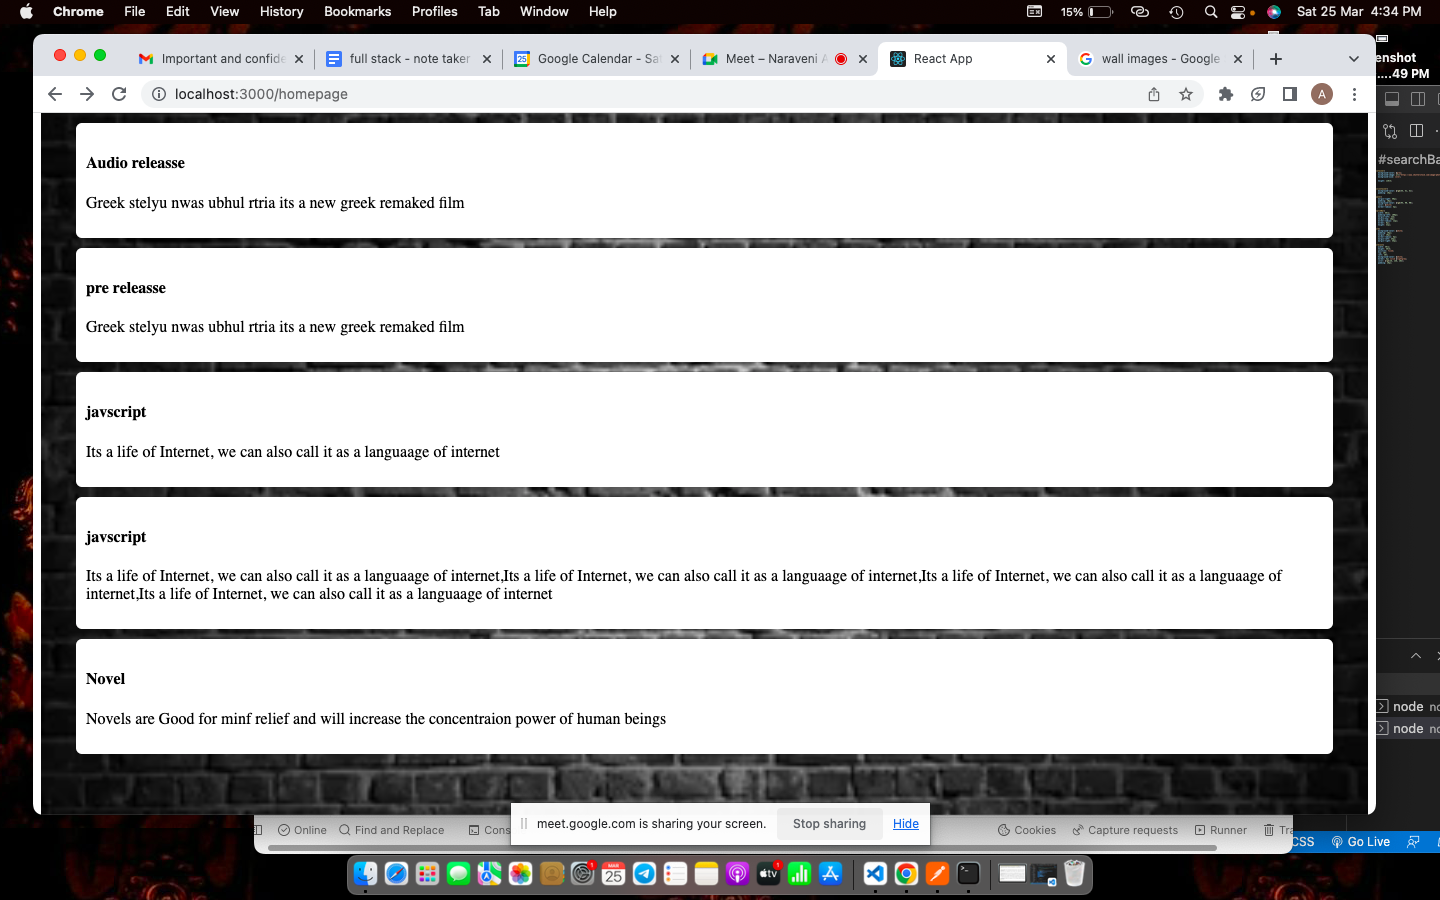 Chrome File Edit View History Bookmarks Profiles Tab Window Help 15% Sat 25 Mar 4:34 PM
Important and confide full stack - note taker Google Calendar - Sat Meet – Naraveni A React App wall images - Google
enshot
....49 PM
localhost:3000/homepage A
#searchBa
Audio releasse
Greek stelyu nwas ubhul rtria its a new greek remaked film
pre releasse
Greek stelyu nwas ubhul rtria its a new greek remaked film
javscript
Its a life of Internet, we can also call it as a languaage of internet
javscript
Its a life of Internet, we can also call it as a languaage of internet,Its a life of Internet, we can also call it as a languaage of internet,Its a life of Internet, we can also call it as a languaage of
internet,Its a life of Internet, we can also call it as a languaage of internet
Novel
Novels are Good for minf relief and will increase the concentraion power of human beings
node no
node no
meet.google.com is sharing your screen. Stop sharing Hide
Online Find and Replace Cons Cookies Capture requests Runner Tra
CSS Go Live
1 MAR 25 tv 1